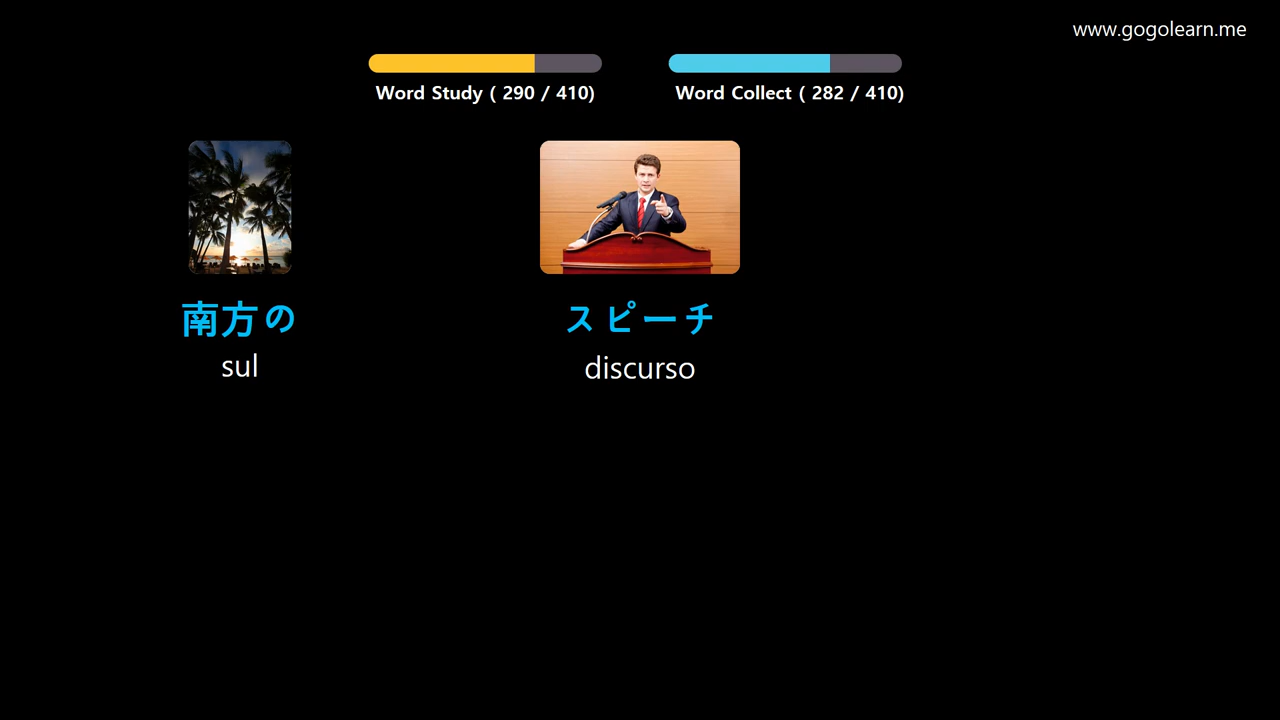 www.gogolearn.me
Word Study ( 290 / 410)
Word Collect ( 282 / 410)
南方の
スピーチ
sul
discurso